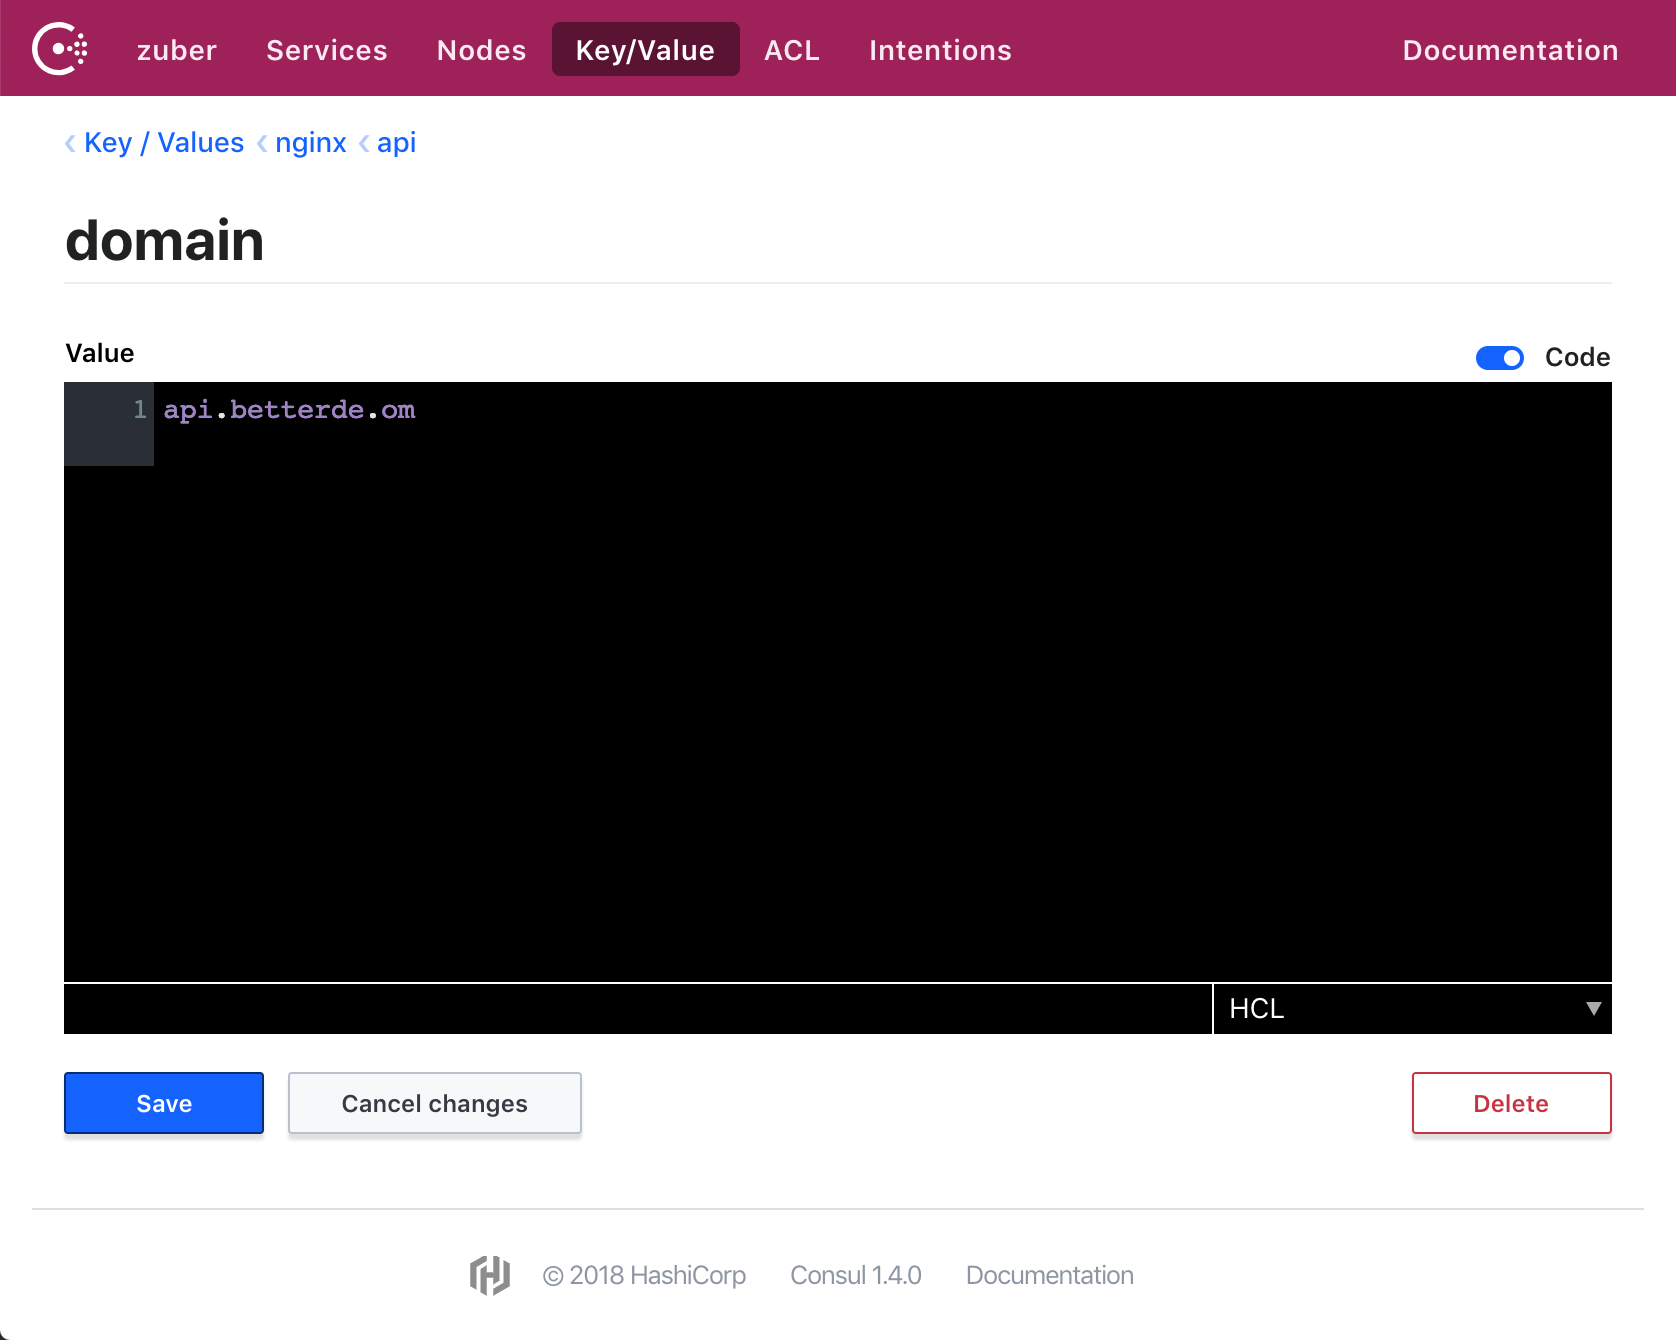 zuber Services Nodes Key/Value ACL Intentions Documentation
Key / Values nginx api
domain
Value Code
1 api.betterde.om
HCL
Save Cancel changes Delete
© 2018 HashiCorp Consul 1.4.0 Documentation